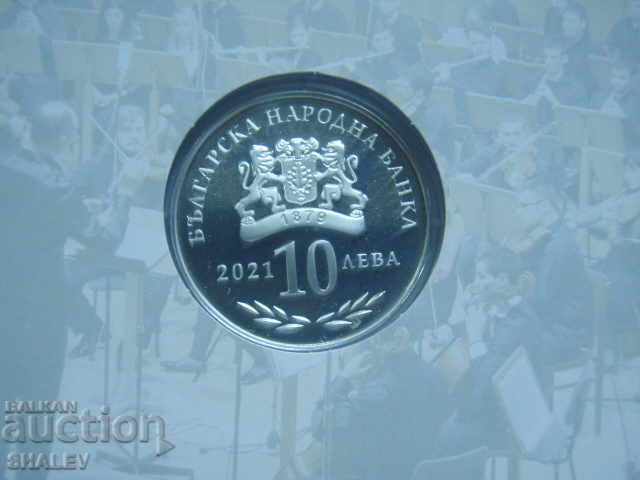 БЪЛГАРСКА НАРОДНА БАНКА
1879
2021 10 ЛЕВА
BALKAN
auction
SHALEV